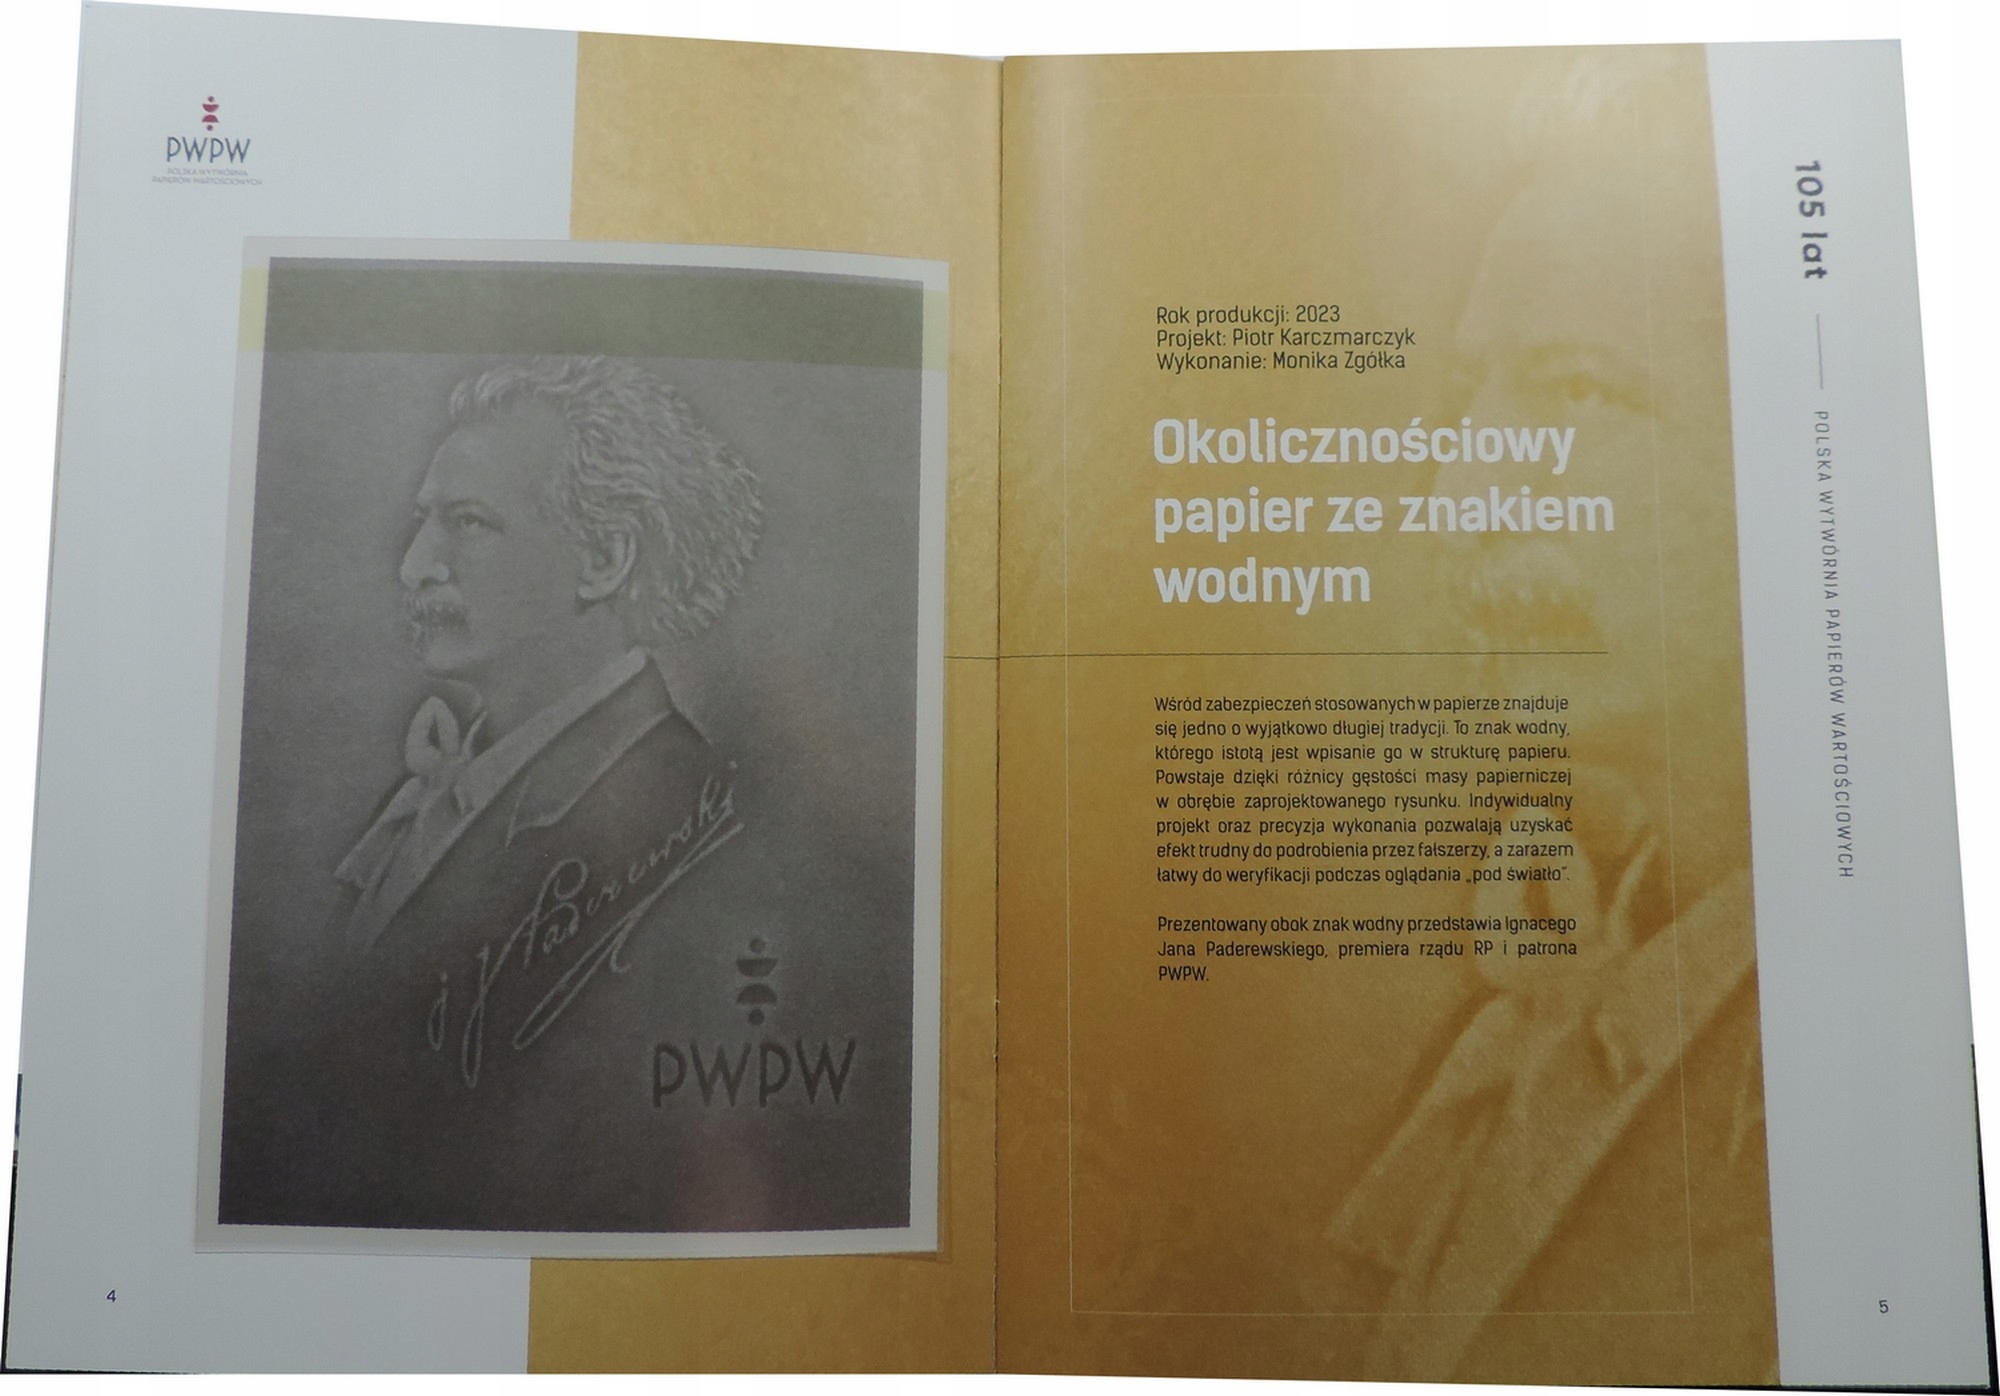 PWPW
POLSKA WYTWÓRNIA
PAPIERÓW WARTOŚCIOWYCH
J J Paderewski
PWPW
4
Rok produkcji: 2023
Projekt: Piotr Karczmarczyk
Wykonanie: Monika Zgółka
Okolicznościowy
papier ze znakiem
wodnym
Wśród zabezpieczeń stosowanych w papierze znajduje
się jedno o wyjątkowo długiej tradycji. To znak wodny,
którego istotą jest wpisanie go w strukturę papieru.
Powstaje dzięki różnicy gęstości masy papierniczej
w obrębie zaprojektowanego rysunku. Indywidualny
projekt oraz precyzja wykonania pozwalają uzyskać
efekt trudny do podrobienia przez fałszerzy, a zarazem
łatwy do weryfikacji podczas oglądania „pod światło”.
Prezentowany obok znak wodny przedstawia Ignacego
Jana Paderewskiego, premiera rządu RP i patrona
PWPW.
105 lat
POLSKA WYTWÓRNIA PAPIERÓW WARTOŚCIOWYCH
5